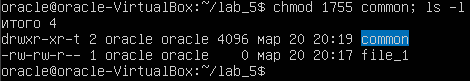 oracle@oracle-VirtualBox:~/lab_5$ chmod 1755 common; ls -l
итого 4
drwxr-xr-t 2 oracle oracle 4096 мар 20 20:19 common
-rw-rw-r-- 1 oracle oracle    0 мар 20 20:17 file_1
oracle@oracle-VirtualBox:~/lab_5$